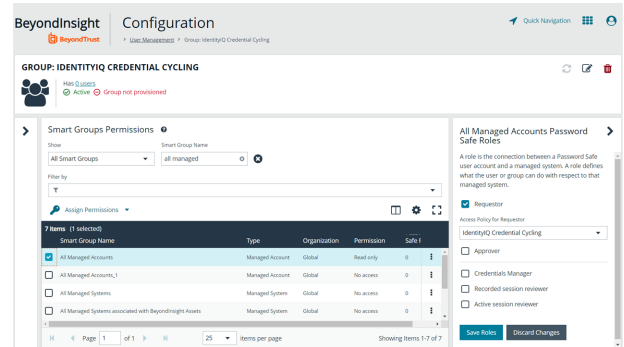 BeyondInsight
BeyondTrust
Configuration
User Management > Group: IdentityIQ Credential Cycling
Quick Navigation
GROUP: IDENTITYIQ CREDENTIAL CYCLING
Has 0 users
Active Group not provisioned
Smart Groups Permissions
Show
Smart Group Name
All Smart Groups
all managed
Filter by
Assign Permissions
7 Items (1 selected)
Smart Group Name Type Organization Permission Safe
All Managed Accounts Managed Account Global Read only 0
All Managed Accounts_1 Managed Account Global No access 0
All Managed Systems Managed System Global No access 0
All Managed Systems associated with BeyondInsight Assets Managed System Global No access 0
Page 1 of 1 25 items per page Showing Items 1-7 of 7
All Managed Accounts Password
Safe Roles
A role is the connection between a Password Safe
user account and a managed system. A role defines
what the user or group can do with respect to that
managed system.
Requestor
Access Policy for Requestor
IdentityIQ Credential Cycling
Approver
Credentials Manager
Recorded session reviewer
Active session reviewer
Save Roles
Discard Changes